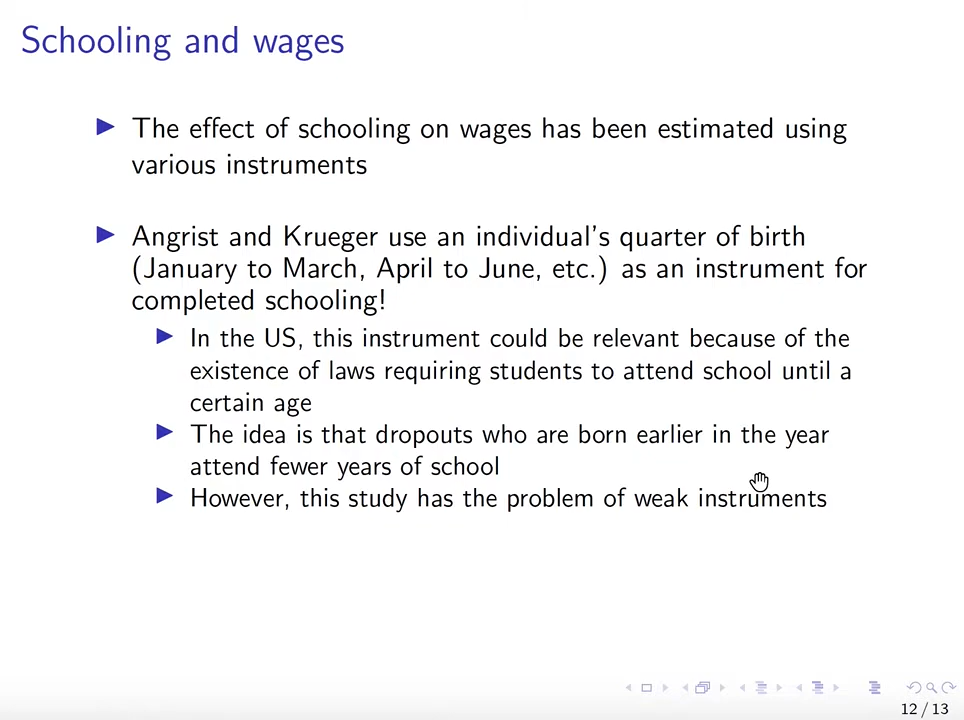 Schooling and wages
The effect of schooling on wages has been estimated using
various instruments
Angrist and Krueger use an individual's quarter of birth
(January to March, April to June, etc.) as an instrument for
completed schooling!
In the US, this instrument could be relevant because of the
existence of laws requiring students to attend school until a
certain age
The idea is that dropouts who are born earlier in the year
attend fewer years of school
However, this study has the problem of weak instruments
12 / 13